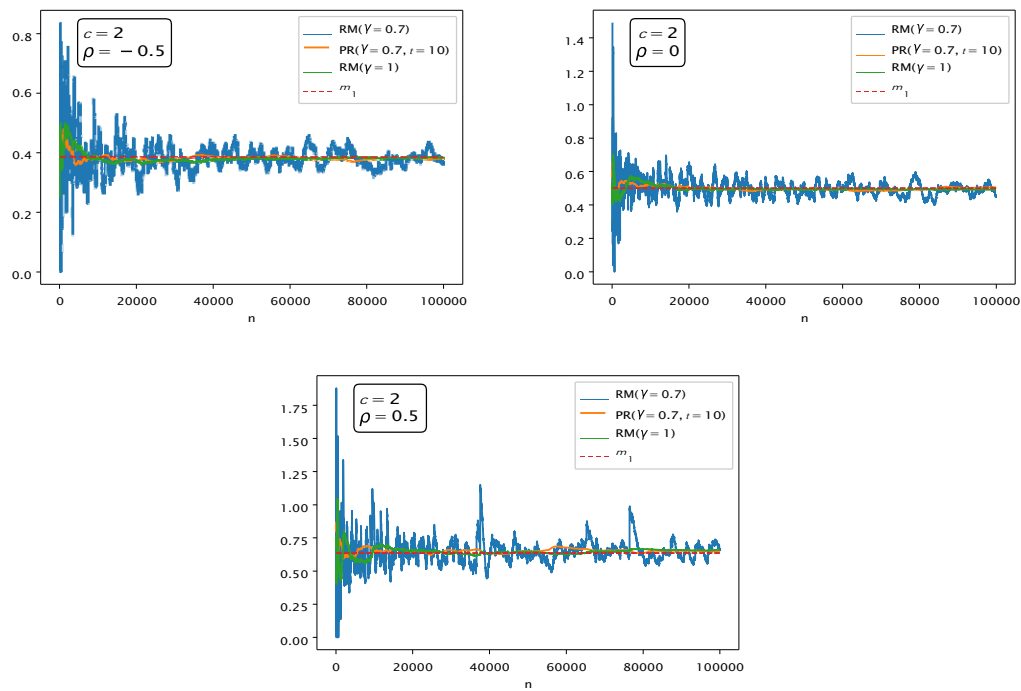 c = 2
ρ = − 0.5
RM(γ = 0.7)
PR(γ = 0.7, t = 10)
RM(γ = 1)
m₁
0.8
0.6
0.4
0.2
0.0
0 20000 40000 60000 80000 100000
n
c = 2
ρ = 0
RM(γ = 0.7)
PR(γ = 0.7, t = 10)
RM(γ = 1)
m₁
1.4
1.2
1.0
0.8
0.6
0.4
0.2
0.0
0 20000 40000 60000 80000 100000
n
c = 2
ρ = 0.5
RM(γ = 0.7)
PR(γ = 0.7, t = 10)
RM(γ = 1)
m₁
1.75
1.50
1.25
1.00
0.75
0.50
0.25
0.00
0 20000 40000 60000 80000 100000
n